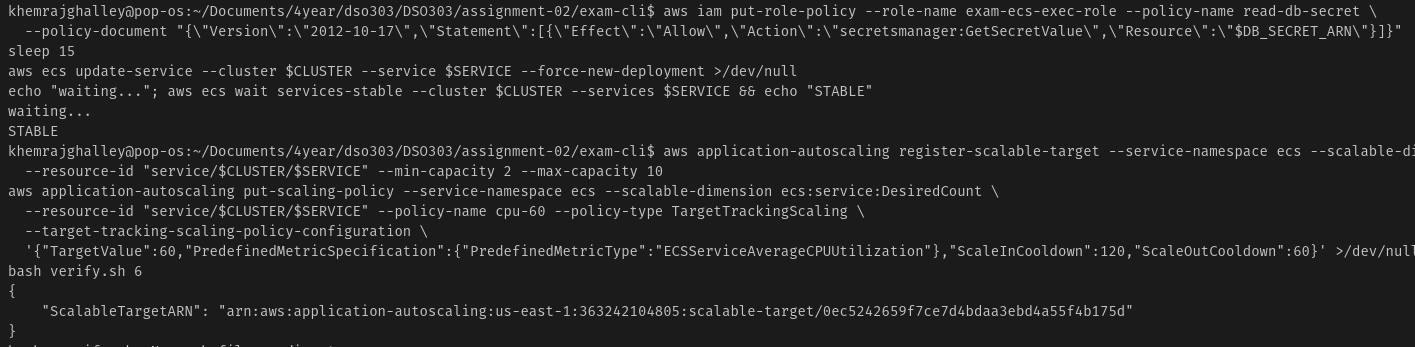 khemrajghalley@pop-os:~/Documents/4year/dso303/DSO303/assignment-02/exam-cli$ aws iam put-role-policy --role-name exam-ecs-exec-role --policy-name read-db-secret \
  --policy-document "{\"Version\":\"2012-10-17\",\"Statement\":[{\"Effect\":\"Allow\",\"Action\":\"secretsmanager:GetSecretValue\",\"Resource\":\"$DB_SECRET_ARN\"}]}"
sleep 15
aws ecs update-service --cluster $CLUSTER --service $SERVICE --force-new-deployment >/dev/null
echo "waiting..."; aws ecs wait services-stable --cluster $CLUSTER --services $SERVICE && echo "STABLE"
waiting...
STABLE
khemrajghalley@pop-os:~/Documents/4year/dso303/DSO303/assignment-02/exam-cli$ aws application-autoscaling register-scalable-target --service-namespace ecs --scalable-di
  --resource-id "service/$CLUSTER/$SERVICE" --min-capacity 2 --max-capacity 10
aws application-autoscaling put-scaling-policy --service-namespace ecs --scalable-dimension ecs:service:DesiredCount \
  --resource-id "service/$CLUSTER/$SERVICE" --policy-name cpu-60 --policy-type TargetTrackingScaling \
  --target-tracking-scaling-policy-configuration \
  '{"TargetValue":60,"PredefinedMetricSpecification":{"PredefinedMetricType":"ECSServiceAverageCPUUtilization"},"ScaleInCooldown":120,"ScaleOutCooldown":60}' >/dev/null
bash verify.sh 6
{
    "ScalableTargetARN": "arn:aws:application-autoscaling:us-east-1:363242104805:scalable-target/0ec5242659f7ce7d4bdaa3ebd4a55f4b175d"
}